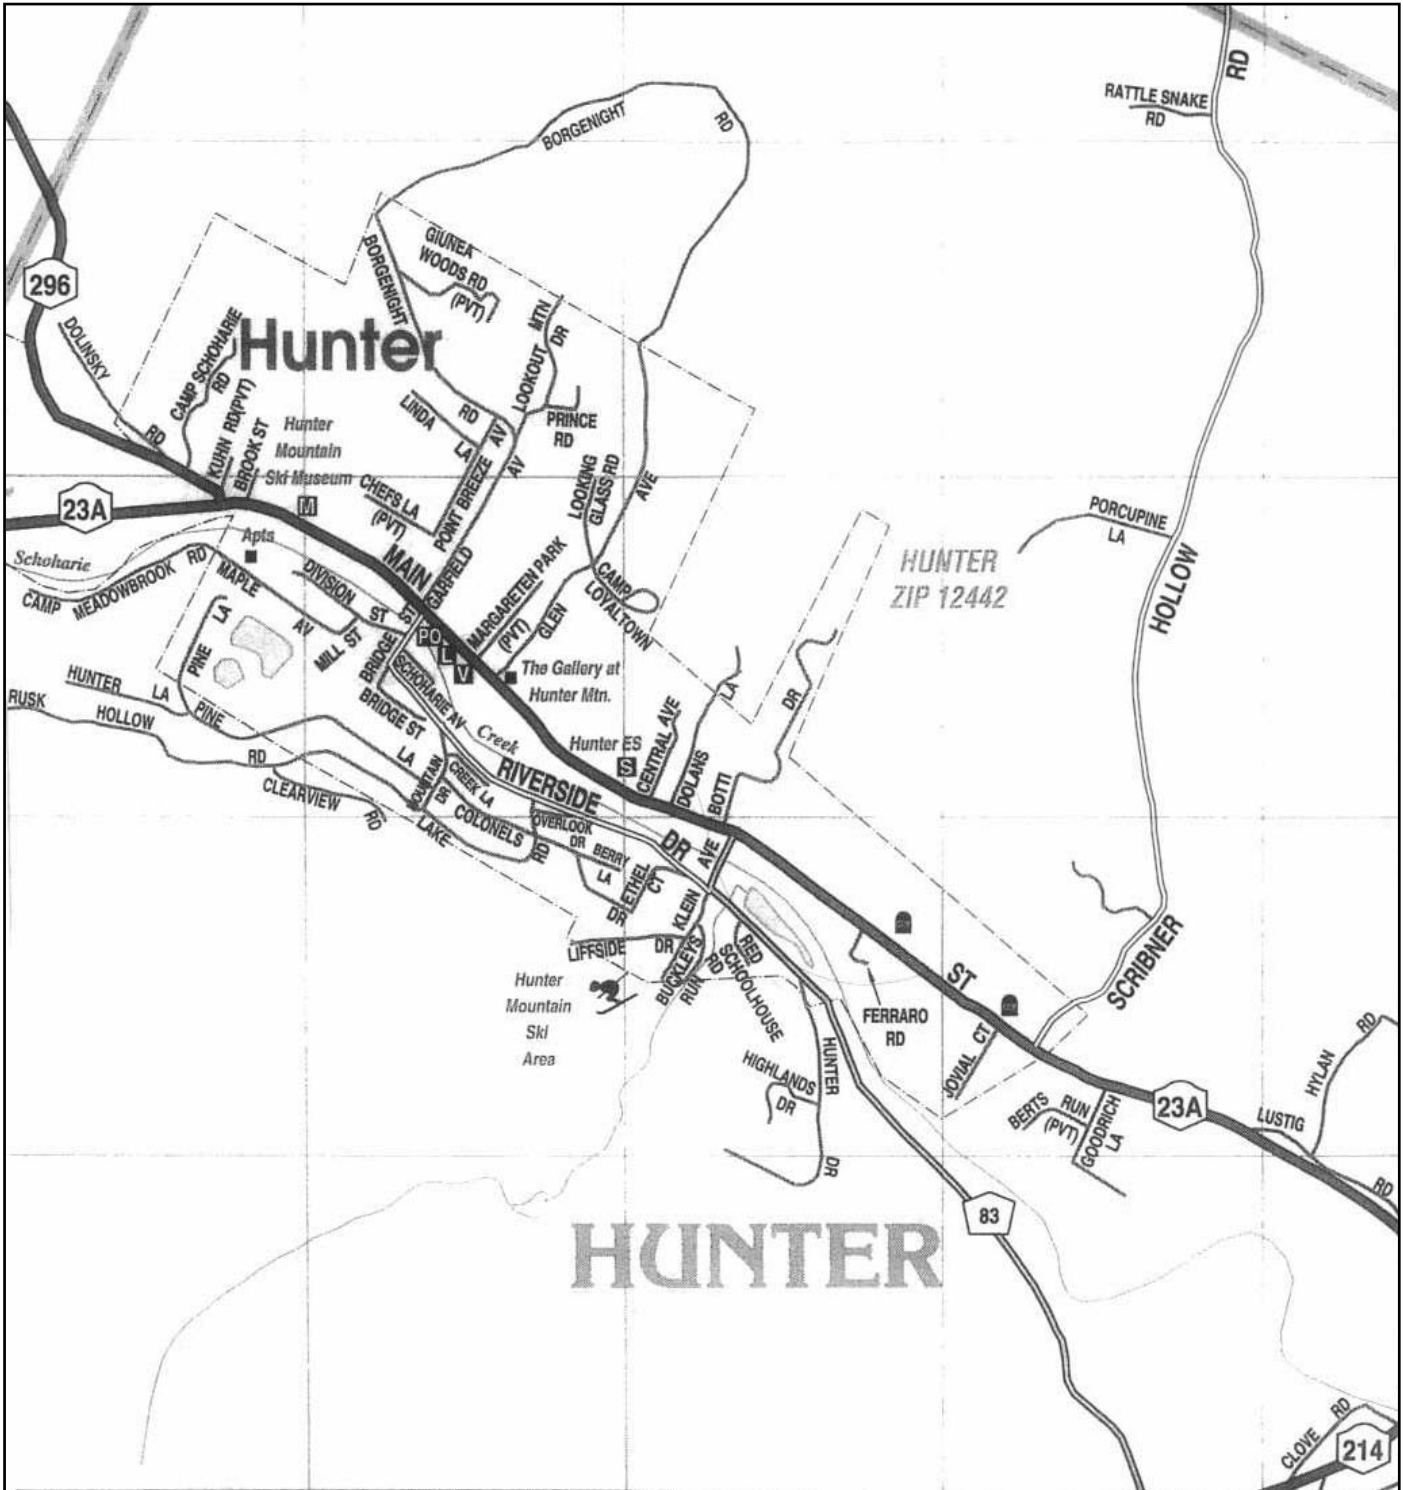 RD
RATTLE SNAKE
RD
BORGENIGHT
RD
GIUNEA
WOODS RD
(PVT)
BORGENIGHT
296
DOLINSKY
RD
CAMP SCHOHARIE
RD
Hunter
KUHN RD(PVT)
BROOK ST
Hunter
Mountain
Ski Museum
M
LOOKOUT
MTN
DR
LINDA
LA
RD
PRINCE
RD
AV
POINT BREEZE
AV
GARFIELD
CHEFS LA
(PVT)
LOOKING
GLASS RD
AVE
GLEN
23A
Schoharie
Apts
MAIN
PORCUPINE
LA
HOLLOW
HUNTER
ZIP 12442
CAMP
MEADOWBROOK
RD
MAPLE
AV
DIVISION
ST
MILL ST
BRIDGE
ST
PO
L
V
MARGARETEN PARK
(PVT)
CAMP
LOYALTOWN
The Gallery at
Hunter Mtn.
PINE
LA
HUNTER
LA
RUSK
HOLLOW
RD
PINE
LA
BRIDGE ST
SCHOHARIE AV
Creek
Hunter ES
S
CENTRAL AVE
DOLANS
LA
BOTTI
DR
CLEARVIEW
RD
MOUNTAIN
DR
CREEK LA
RIVERSIDE
DR
COLONELS
LAKE
RD
OVERLOOK
DR
BERRY
LA
ETHEL
CT
DR
AVE
KLEIN
LIFFSIDE
DR
BUCKLEYS
RUN
RD
RED
SCHOOLHOUSE
Hunter
Mountain
Ski
Area
ST
FERRARO
RD
SCRIBNER
JOVIAL CT
HIGHLANDS
DR
HUNTER
DR
BERTS
RUN
(PVT)
GOODRICH
LA
23A
LUSTIG
RD
HYLAN
RD
83
HUNTER
CLOVE
RD
214